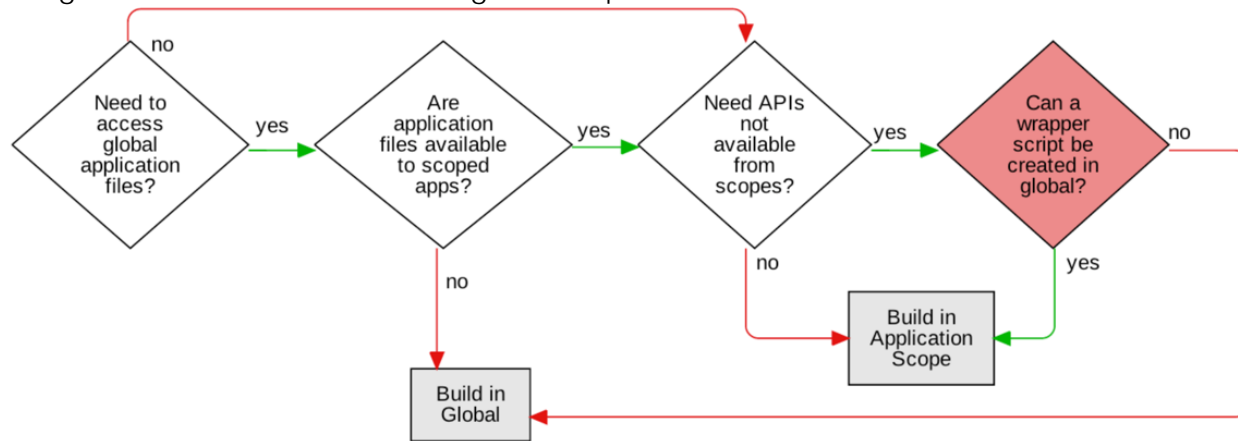 no
Need to
access
global
application
files?
yes
Are
application
files available
to scoped
apps?
yes
Need APIs
not
available
from
scopes?
yes
Can a
wrapper
script be
created in
global?
no
no
no
yes
Build in
Application
Scope
Build in
Global